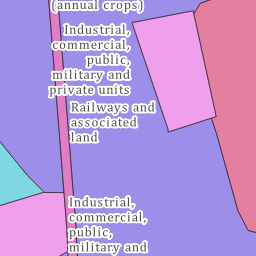 (annual crops)
Industrial,
commercial,
public,
military and
private units
Railways and
associated
land
Industrial,
commercial,
public,
military and